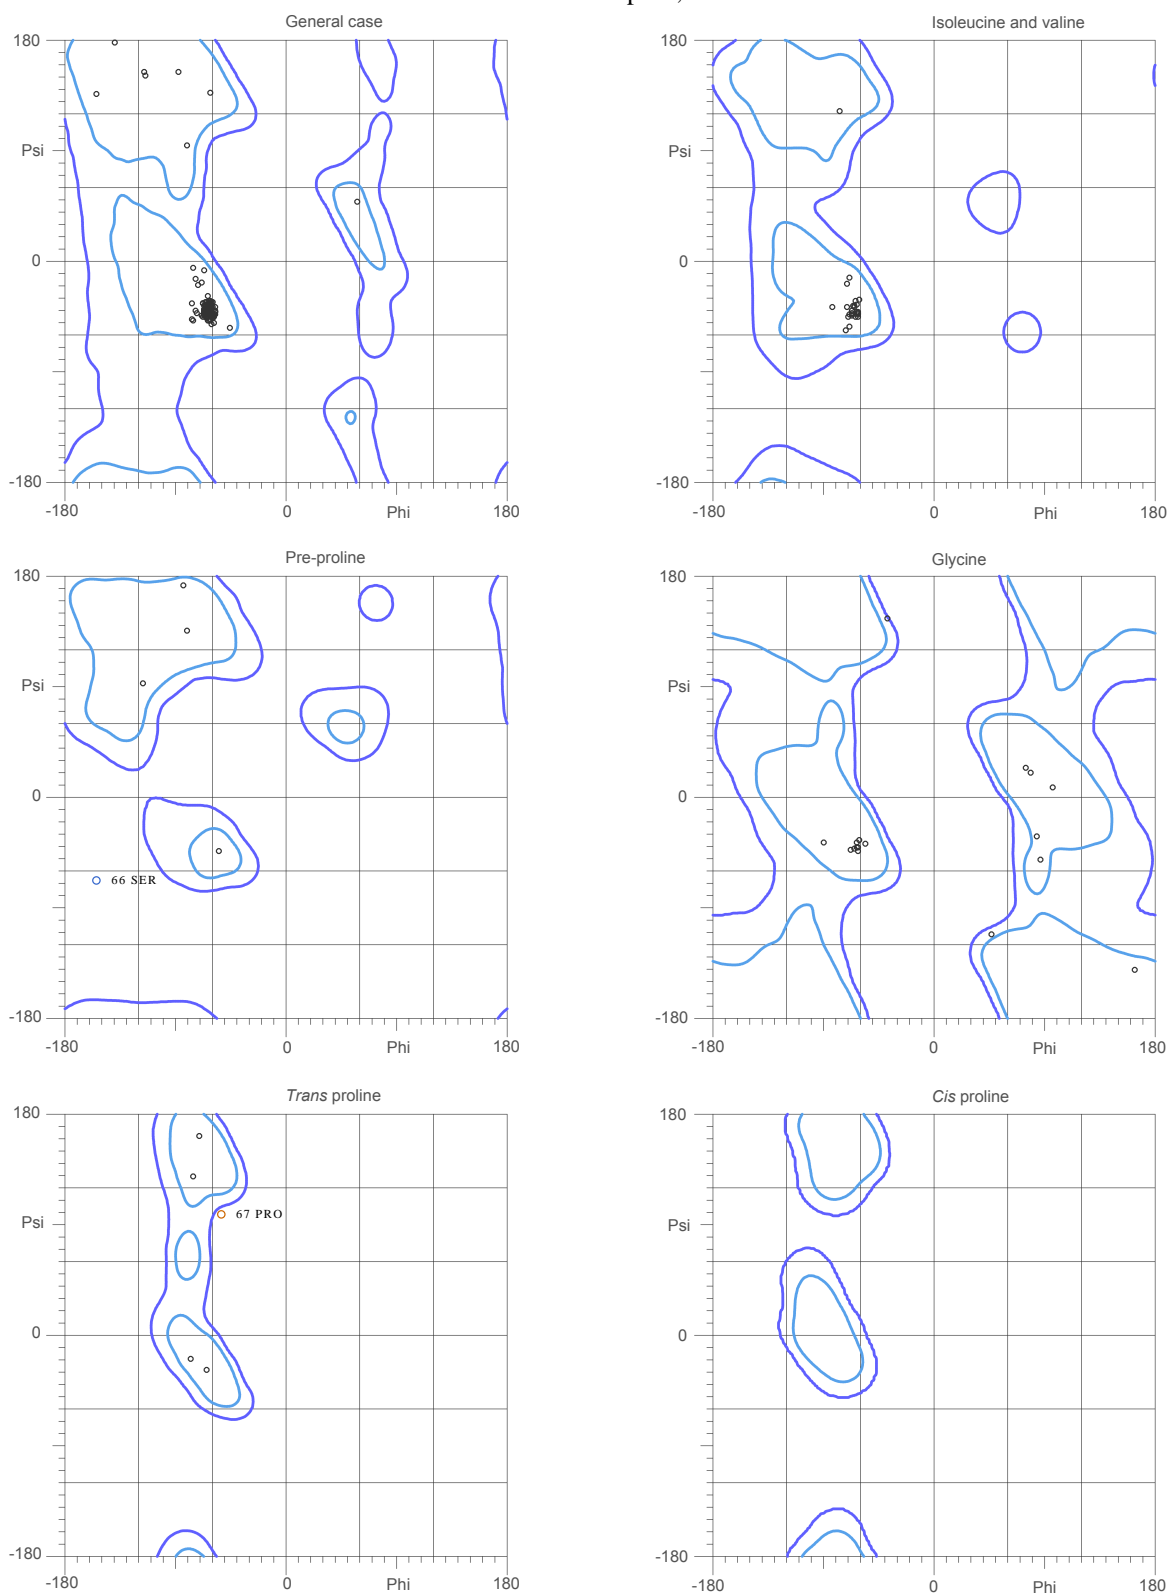 General case
Isoleucine and valine
180
Psi
0
-180
-180
0
Phi
180
180
Psi
0
-180
-180
0
Phi
180
Pre-proline
Glycine
180
Psi
0
66 SER
-180
-180
0
Phi
180
180
Psi
0
-180
-180
0
Phi
180
Trans proline
Cis proline
180
67 PRO
Psi
0
-180
-180
0
Phi
180
180
Psi
0
-180
-180
0
Phi
180